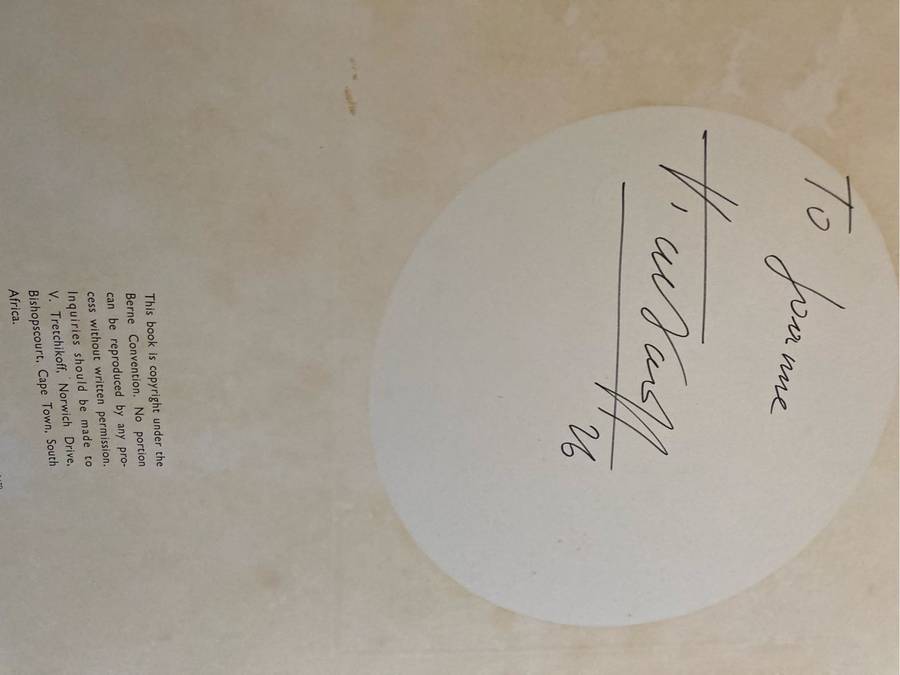 To Joanne
This book is copyright under the
Berne Convention. No portion
can be reproduced by any pro-
cess without written permission.
Inquiries should be made to
V. Tretchikoff, Norwich Drive,
Bishopscourt, Cape Town, South
Africa.